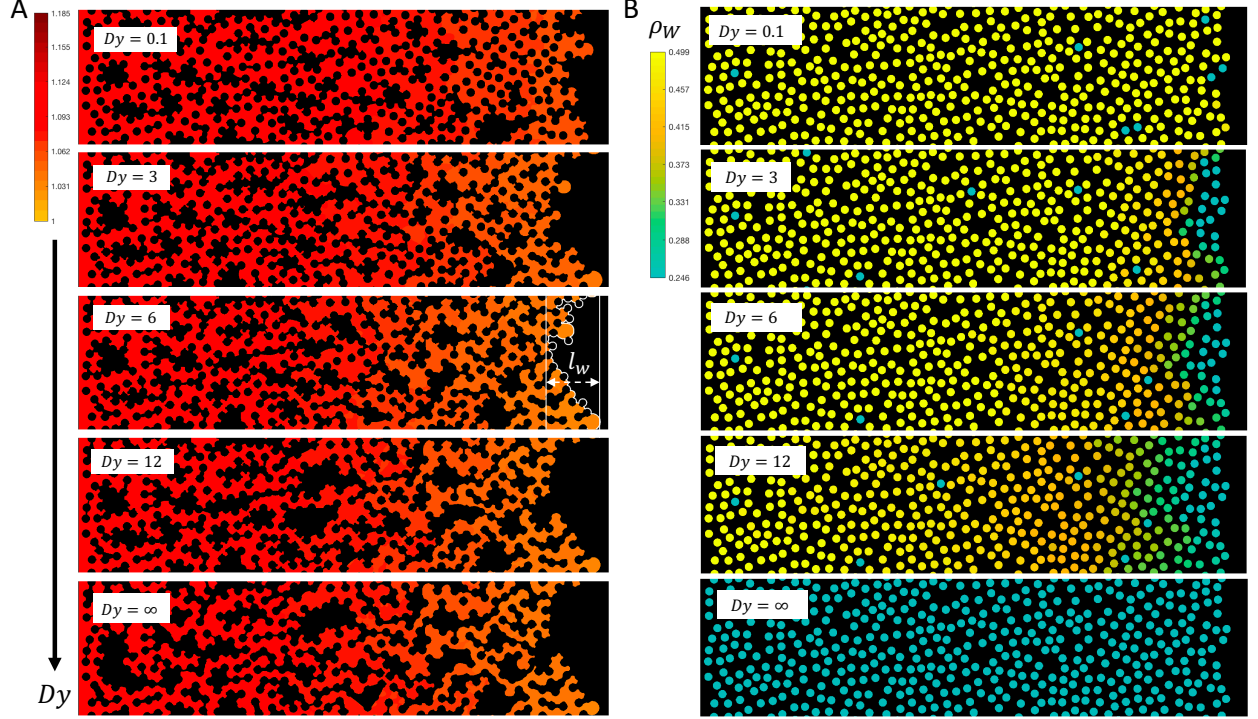 A
1.185
1.155
1.124
1.093
1.062
1.031
1
Dy = 0.1
Dy = 3
Dy = 6
l_w
Dy = 12
Dy = ∞
Dy
B
ρ_W
0.499
0.457
0.415
0.373
0.331
0.288
0.246
Dy = 0.1
Dy = 3
Dy = 6
Dy = 12
Dy = ∞